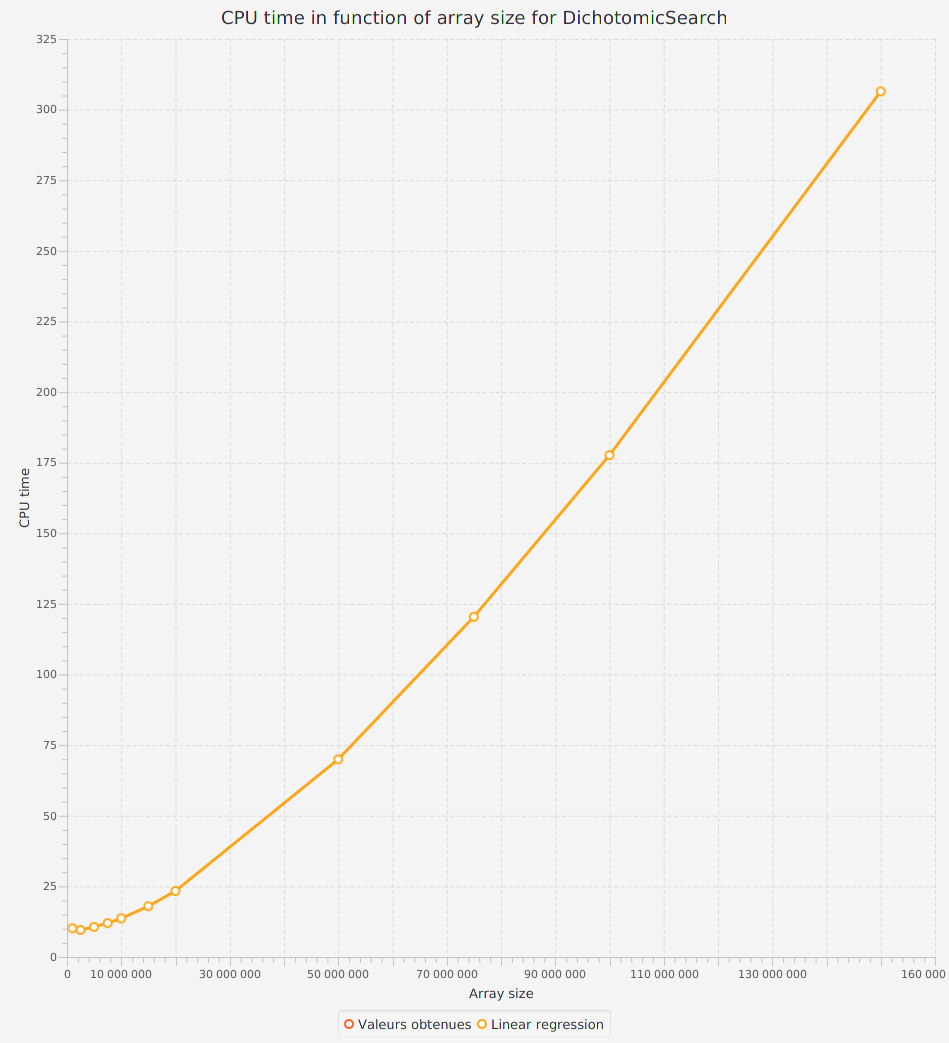 CPU time in function of array size for DichotomicSearch
325
300
275
250
225
200
175
150
125
100
75
50
25
0
CPU time
0 10 000 000 30 000 000 50 000 000 70 000 000 90 000 000 110 000 000 130 000 000 160 000
Array size
Valeurs obtenues Linear regression